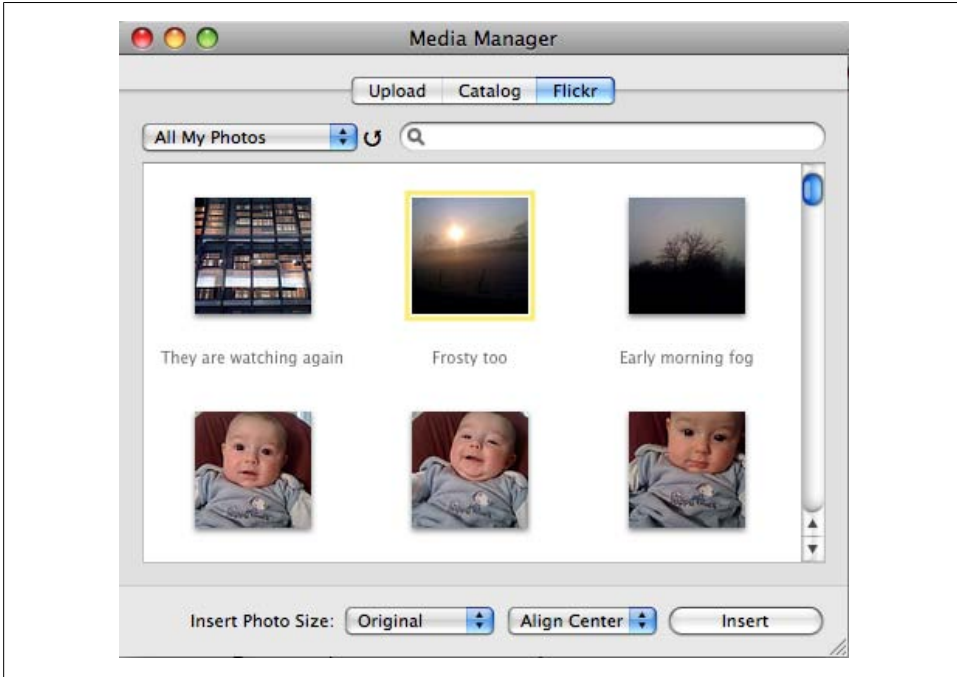 Media Manager
Upload Catalog Flickr
All My Photos
They are watching again
Frosty too
Early morning fog
Insert Photo Size: Original Align Center Insert